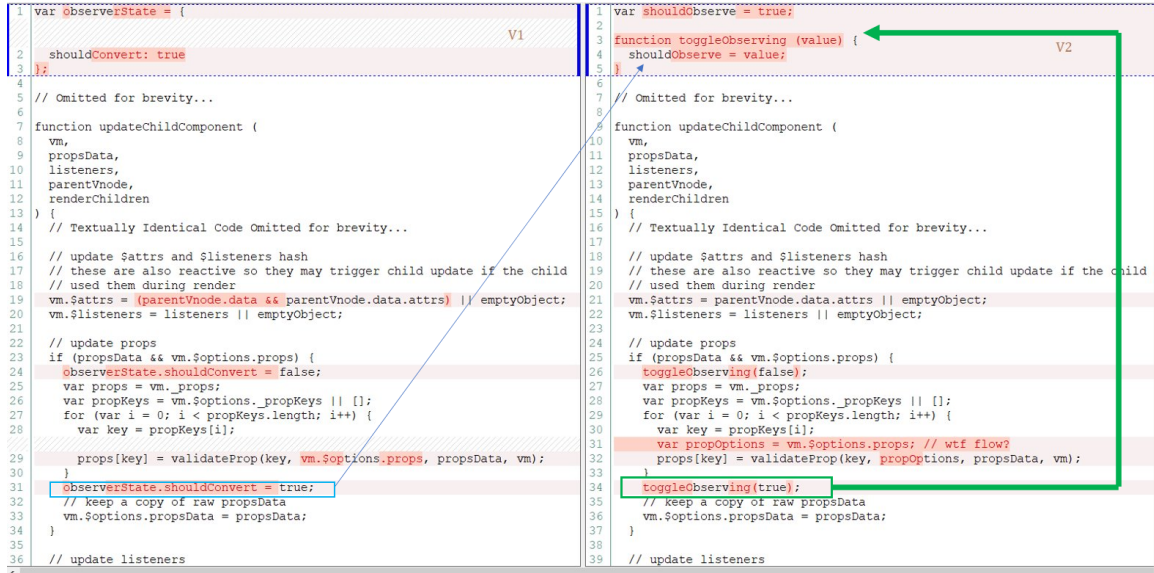 1 var observerState = {
V1
2   shouldConvert: true
3 };
4
5 // Omitted for brevity...
6
7 function updateChildComponent (
8   vm,
9   propsData,
10   listeners,
11   parentVnode,
12   renderChildren
13 ) {
14   // Textually Identical Code Omitted for brevity...
15
16   // update $attrs and $listeners hash
17   // these are also reactive so they may trigger child update if the child
18   // used them during render
19   vm.$attrs = (parentVnode.data && parentVnode.data.attrs) || emptyObject;
20   vm.$listeners = listeners || emptyObject;
21
22   // update props
23   if (propsData && vm.$options.props) {
24     observerState.shouldConvert = false;
25     var props = vm._props;
26     var propKeys = vm.$options._propKeys || [];
27     for (var i = 0; i < propKeys.length; i++) {
28       var key = propKeys[i];
29       props[key] = validateProp(key, vm.$options.props, propsData, vm);
30     }
31     observerState.shouldConvert = true;
32     // keep a copy of raw propsData
33     vm.$options.propsData = propsData;
34   }
35
36   // update listeners
1 var shouldObserve = true;
2
3 function toggleObserving (value) {
V2
4   shouldObserve = value;
5 }
6
7 // Omitted for brevity...
8
9 function updateChildComponent (
10   vm,
11   propsData,
12   listeners,
13   parentVnode,
14   renderChildren
15 ) {
16   // Textually Identical Code Omitted for brevity...
17
18   // update $attrs and $listeners hash
19   // these are also reactive so they may trigger child update if the child
20   // used them during render
21   vm.$attrs = parentVnode.data.attrs || emptyObject;
22   vm.$listeners = listeners || emptyObject;
23
24   // update props
25   if (propsData && vm.$options.props) {
26     toggleObserving(false);
27     var props = vm._props;
28     var propKeys = vm.$options._propKeys || [];
29     for (var i = 0; i < propKeys.length; i++) {
30       var key = propKeys[i];
31       var propOptions = vm.$options.props; // wtf flow?
32       props[key] = validateProp(key, propOptions, propsData, vm);
33     }
34     toggleObserving(true);
35     // keep a copy of raw propsData
36     vm.$options.propsData = propsData;
37   }
38
39   // update listeners